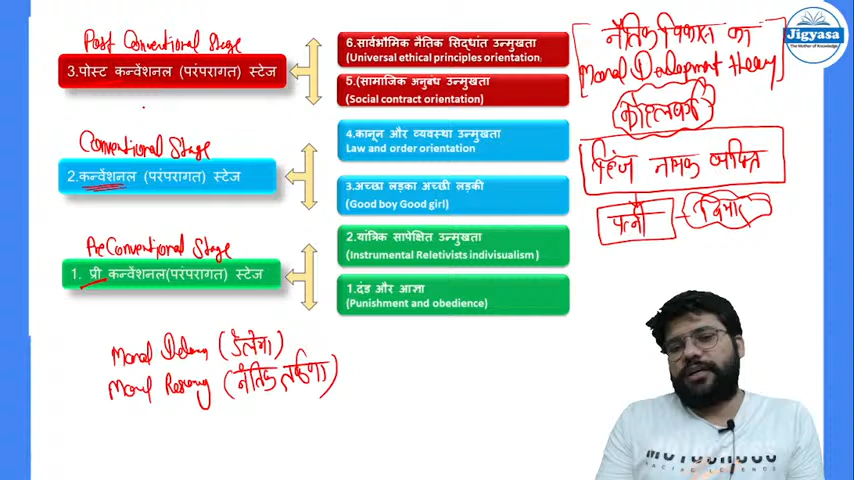 Post Conventional Stage
3.पोस्ट कन्वेंशनल (परंपरागत) स्टेज
Conventional Stage
2.कन्वेंशनल (परंपरागत) स्टेज
PreConventional Stage
1. प्री कन्वेंशनल(परंपरागत) स्टेज
6.सार्वभौमिक नैतिक सिद्धांत उन्मुखता
(Universal ethical principles orientation)
5.(सामाजिक अनुबंध उन्मुखता
(Social contract orientation)
4.कानून और व्यवस्था उन्मुखता
Law and order orientation
3.अच्छा लड़का अच्छी लड़की
(Good boy Good girl)
2.यांत्रिक सापेक्षित उन्मुखता
(Instrumental Reletivists indivisualism)
1.दंड और आज्ञा
(Punishment and obedience)
Jigyasa
The Mother of Knowledge
नैतिक विकास का
Moral Development theory
कोहलबर्ग
हिंज नामक व्यक्ति
पत्नी - बिमार
Moral (डेलेमा)
Moral (नैतिक तर्कणा)